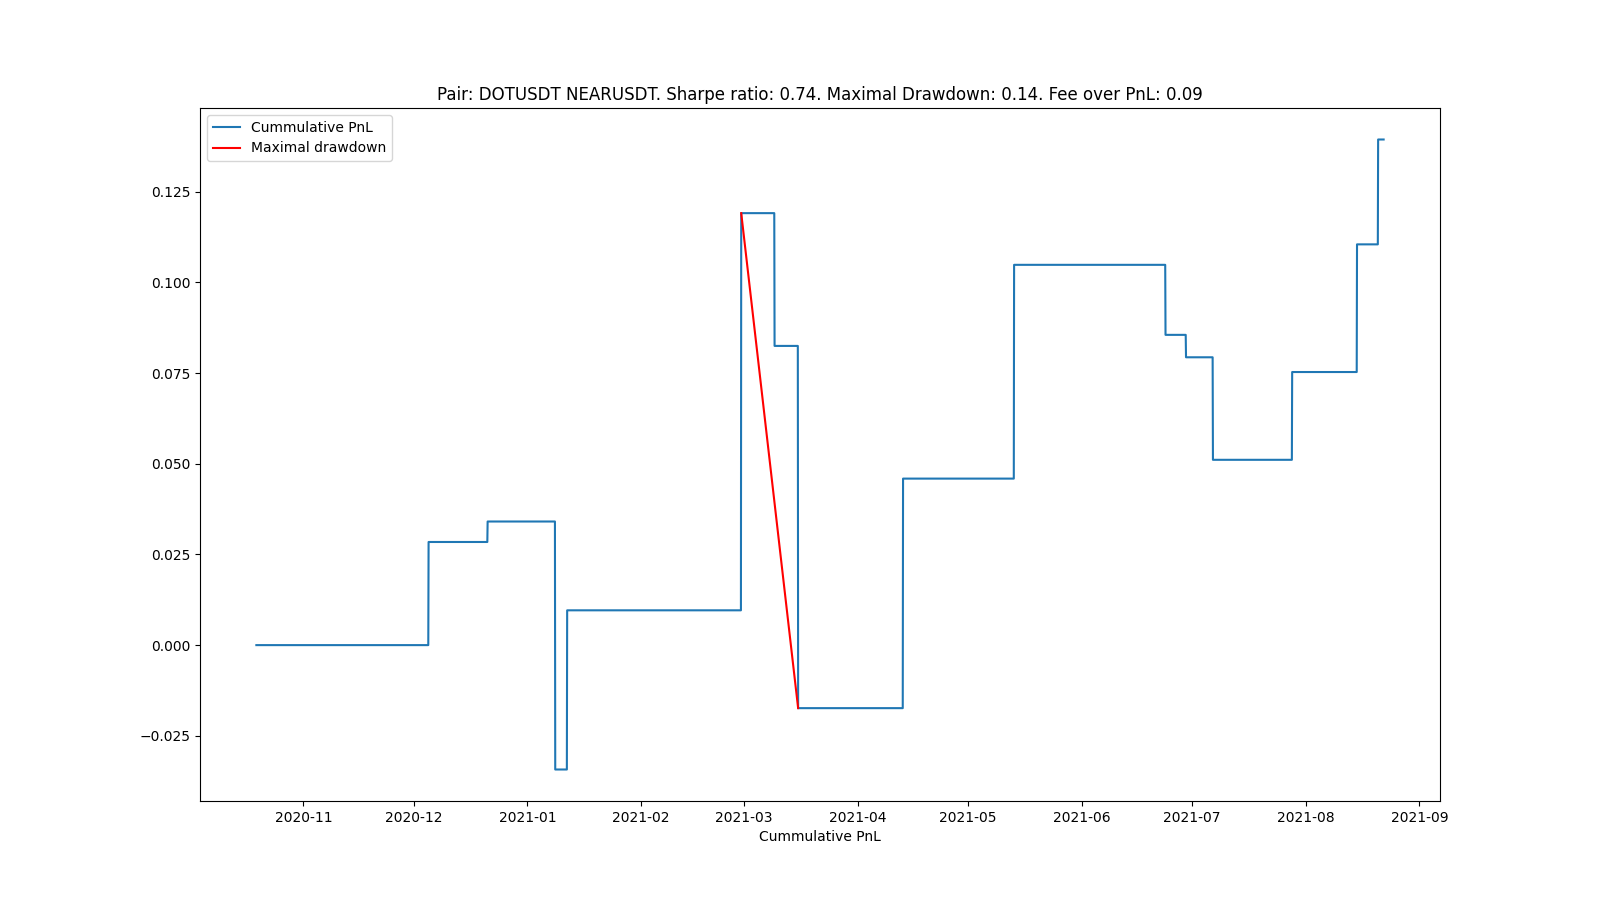 Pair: DOTUSDT NEARUSDT. Sharpe ratio: 0.74. Maximal Drawdown: 0.14. Fee over PnL: 0.09
Cummulative PnL
Maximal drawdown
0.125
0.100
0.075
0.050
0.025
0.000
−0.025
2020-11 2020-12 2021-01 2021-02 2021-03 2021-04 2021-05 2021-06 2021-07 2021-08 2021-09
Cummulative PnL